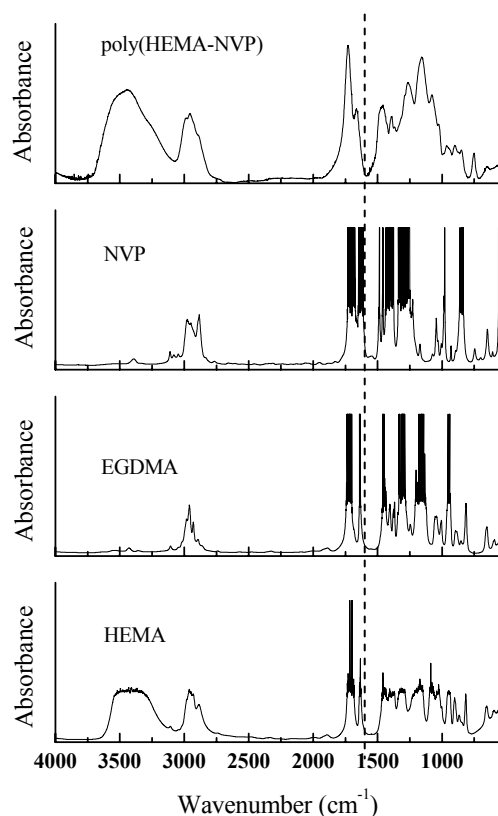 poly(HEMA-NVP)
Absorbance
NVP
Absorbance
EGDMA
Absorbance
HEMA
Absorbance
4000 3500 3000 2500 2000 1500 1000
Wavenumber (cm⁻¹)